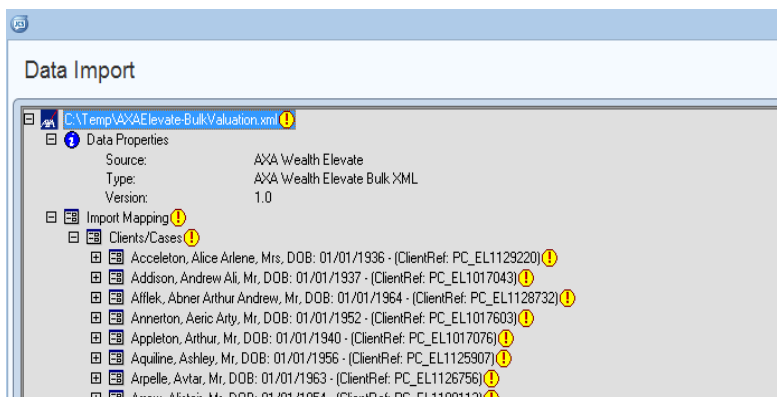 Data Import
C:\Temp\AXAElevate-BulkValuation.xml
Data Properties
Source: AXA Wealth Elevate
Type: AXA Wealth Elevate Bulk XML
Version: 1.0
Import Mapping
Clients/Cases
Acceleton, Alice Arlene, Mrs, DOB: 01/01/1936 - (ClientRef: PC_EL1129220)
Addison, Andrew Ali, Mr, DOB: 01/01/1937 - (ClientRef: PC_EL1017043)
Afflek, Abner Arthur Andrew, Mr, DOB: 01/01/1964 - (ClientRef: PC_EL1128732)
Annerton, Aeric Arty, Mr, DOB: 01/01/1952 - (ClientRef: PC_EL1017603)
Appleton, Arthur, Mr, DOB: 01/01/1940 - (ClientRef: PC_EL1017076)
Aquiline, Ashley, Mr, DOB: 01/01/1956 - (ClientRef: PC_EL1125907)
Arpelle, Avtar, Mr, DOB: 01/01/1963 - (ClientRef: PC_EL1126756)